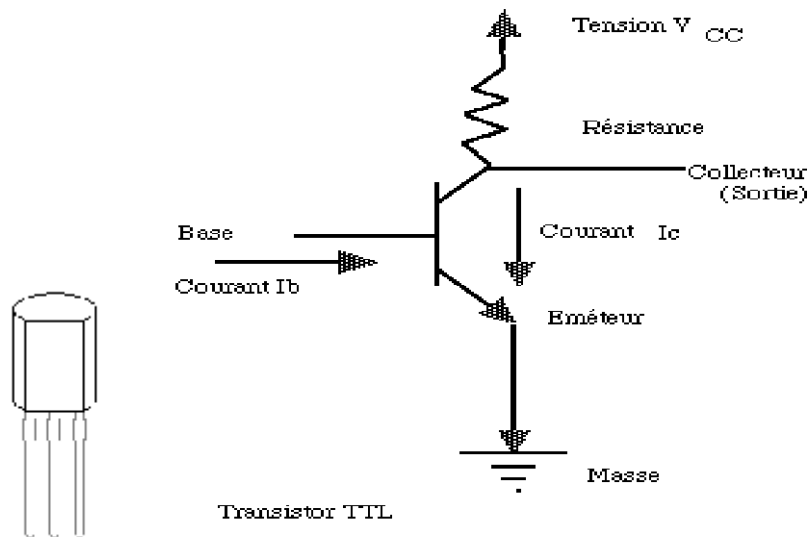 Tension V CC
Résistance
Collecteur
(Sortie)
Base
Courant Ic
Courant Ib
Eméteur
Masse
Transistor TTL